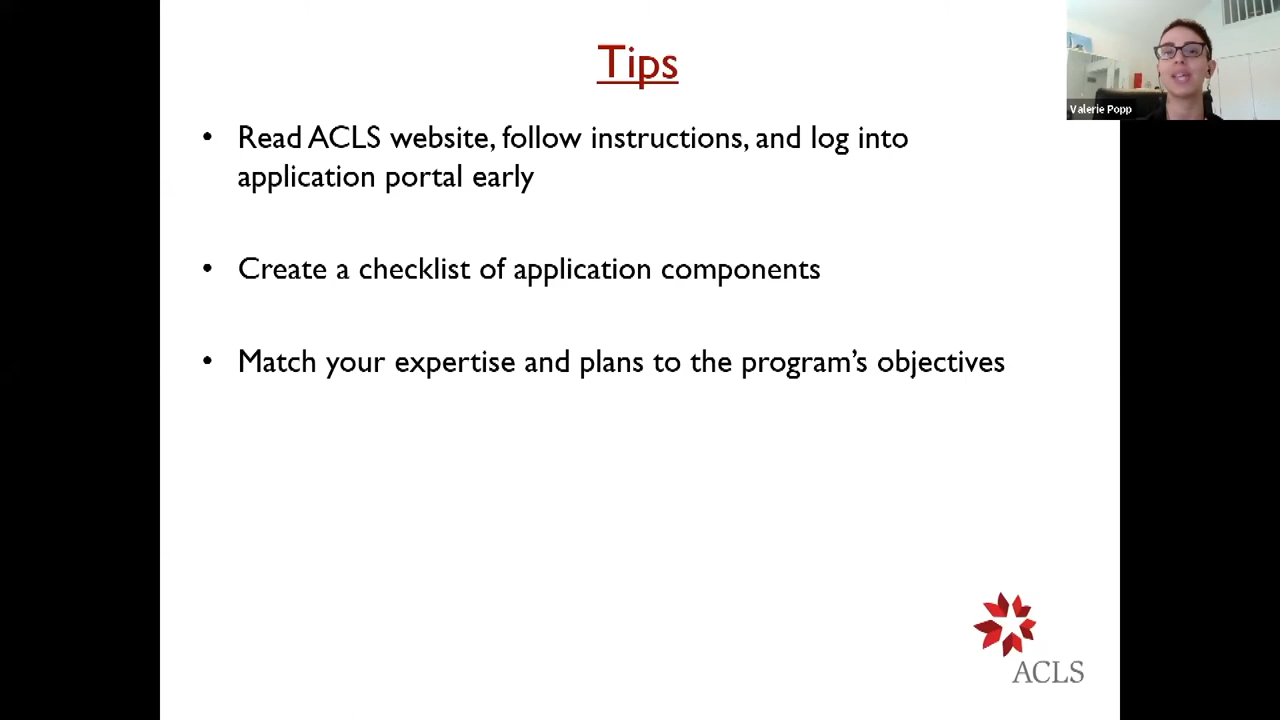 Tips
Valerie Popp
• Read ACLS website, follow instructions, and log into
application portal early
• Create a checklist of application components
• Match your expertise and plans to the program’s objectives
ACLS